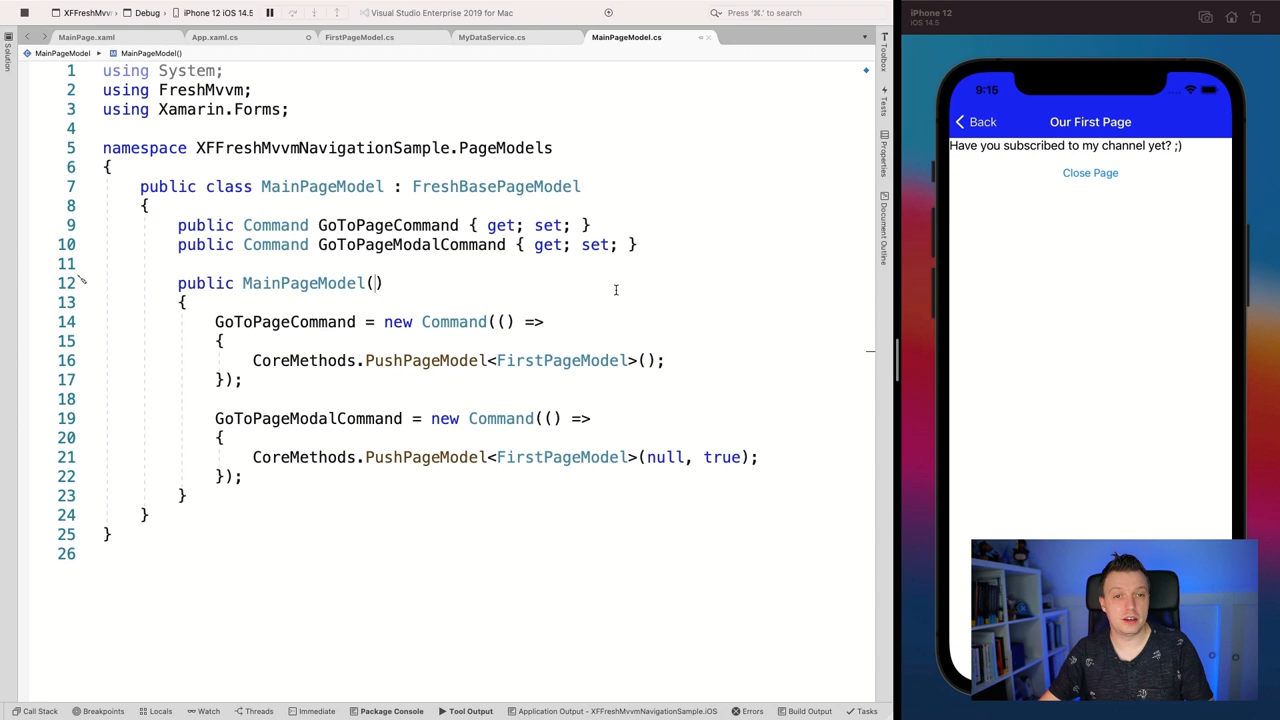 XFFreshMvv
Debug
iPhone 12 iOS 14.5
Visual Studio Enterprise 2019 for Mac
Press '⌘.' to search
MainPage.xaml
App.xaml.cs
FirstPageModel.cs
MyDataService.cs
MainPageModel.cs
MainPageModel
MainPageModel()
Solution
1 using System;
2 using FreshMvvm;
3 using Xamarin.Forms;
4
5 namespace XFFreshMvvmNavigationSample.PageModels
6 {
7 public class MainPageModel : FreshBasePageModel
8 {
9 public Command GoToPageCommand { get; set; }
10 public Command GoToPageModalCommand { get; set; }
11
12 public MainPageModel()
13 {
14 GoToPageCommand = new Command(() =>
15 {
16 CoreMethods.PushPageModel<FirstPageModel>();
17 });
18
19 GoToPageModalCommand = new Command(() =>
20 {
21 CoreMethods.PushPageModel<FirstPageModel>(null, true);
22 });
23 }
24 }
25 }
26
Toolbox
Tests
Properties
Document Outline
Call Stack
Breakpoints
Locals
Watch
Threads
Immediate
Package Console
Tool Output
Application Output - XFFreshMvvmNavigationSample.iOS
Errors
Build Output
Tasks
iPhone 12
iOS 14.5
9:15
Back
Our First Page
Have you subscribed to my channel yet? ;)
Close Page